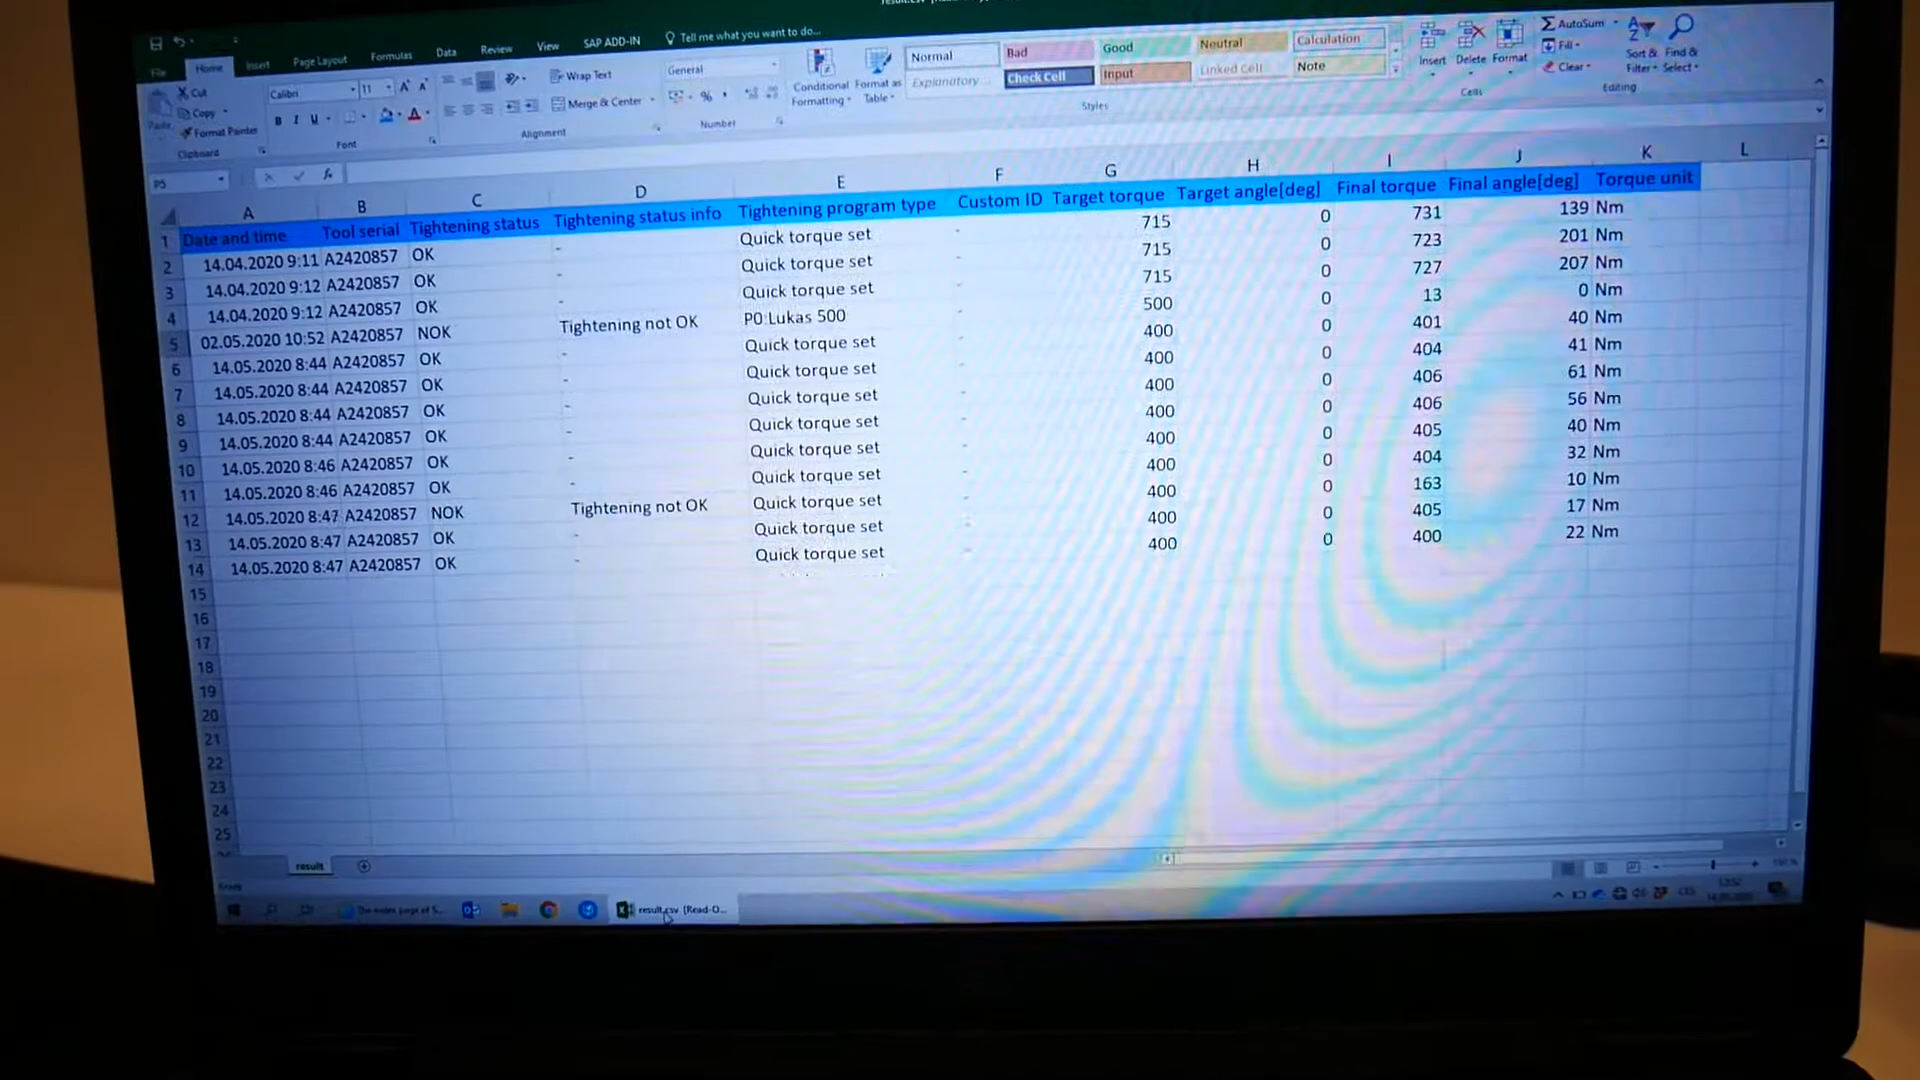 Tell me what you want to do...
File Home Insert Page Layout Formulas Data Review View SAP ADD-IN
Cut
Copy
Format Painter
Clipboard
Calibri 11
B I U
Font
Wrap Text
Merge & Center
Alignment
General
%
Number
Conditional Formatting
Format as Table
Normal Bad Good Neutral Calculation
Explanatory... Check Cell Input Linked Cell Note
Styles
Insert Delete Format
Cells
AutoSum
Fill
Clear
Sort & Filter
Find & Select
Editing
P5 fx
A B C D E F G H I J K L
1 Date and time Tool serial Tightening status Tightening status info Tightening program type Custom ID Target torque Target angle[deg] Final torque Final angle[deg] Torque unit
2 14.04.2020 9:11 A2420857 OK - Quick torque set - 715 0 731 139 Nm
3 14.04.2020 9:12 A2420857 OK - Quick torque set - 715 0 723 201 Nm
4 14.04.2020 9:12 A2420857 OK - Quick torque set - 715 0 727 207 Nm
5 02.05.2020 10:52 A2420857 NOK Tightening not OK P0 Lukas 500 - 500 0 13 0 Nm
6 14.05.2020 8:44 A2420857 OK - Quick torque set - 400 0 401 40 Nm
7 14.05.2020 8:44 A2420857 OK - Quick torque set - 400 0 404 41 Nm
8 14.05.2020 8:44 A2420857 OK - Quick torque set - 400 0 406 61 Nm
9 14.05.2020 8:44 A2420857 OK - Quick torque set - 400 0 406 56 Nm
10 14.05.2020 8:46 A2420857 OK - Quick torque set - 400 0 405 40 Nm
11 14.05.2020 8:46 A2420857 OK - Quick torque set - 400 0 404 32 Nm
12 14.05.2020 8:47 A2420857 NOK Tightening not OK Quick torque set - 400 0 163 10 Nm
13 14.05.2020 8:47 A2420857 OK - Quick torque set - 400 0 405 17 Nm
14 14.05.2020 8:47 A2420857 OK - Quick torque set - 400 0 400 22 Nm
15
16
17
18
19
20
21
22
23
24
25
result
The index page of S...
result.csv [Read-O...